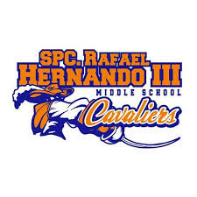 SPC. RAFAEL
HERNANDO III
MIDDLE SCHOOL
Cavaliers